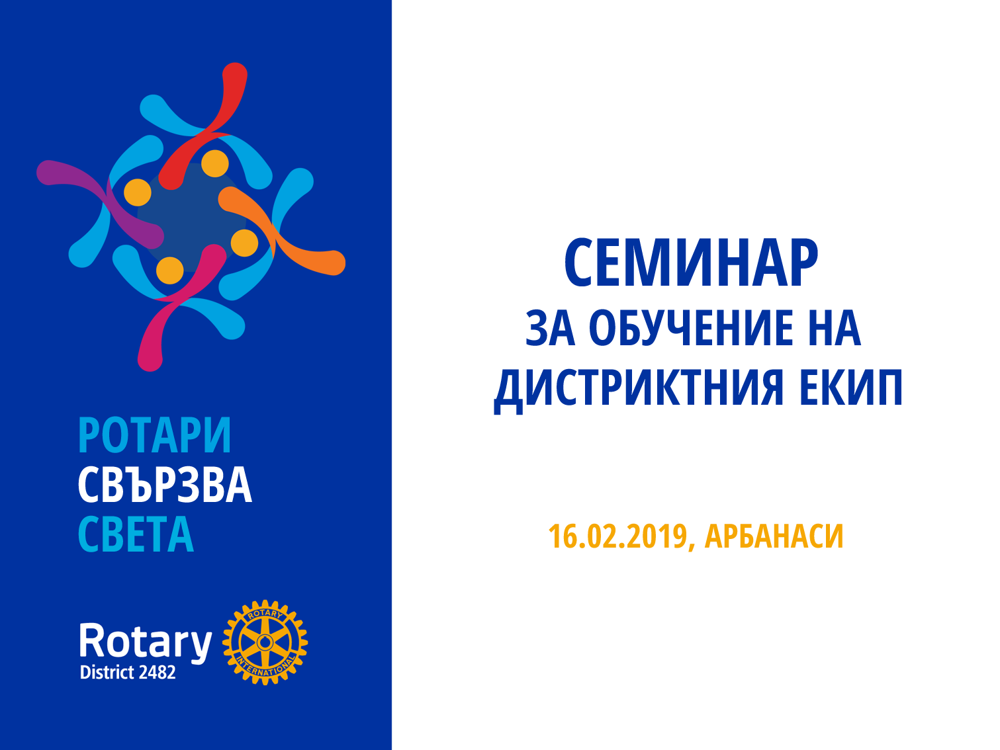 РОТАРИ
СВЪРЗВА
СВЕТА
Rotary
District 2482
ROTARY
INTERNATIONAL
СЕМИНАР
ЗА ОБУЧЕНИЕ НА
ДИСТРИКТНИЯ ЕКИП
16.02.2019, АРБАНАСИ